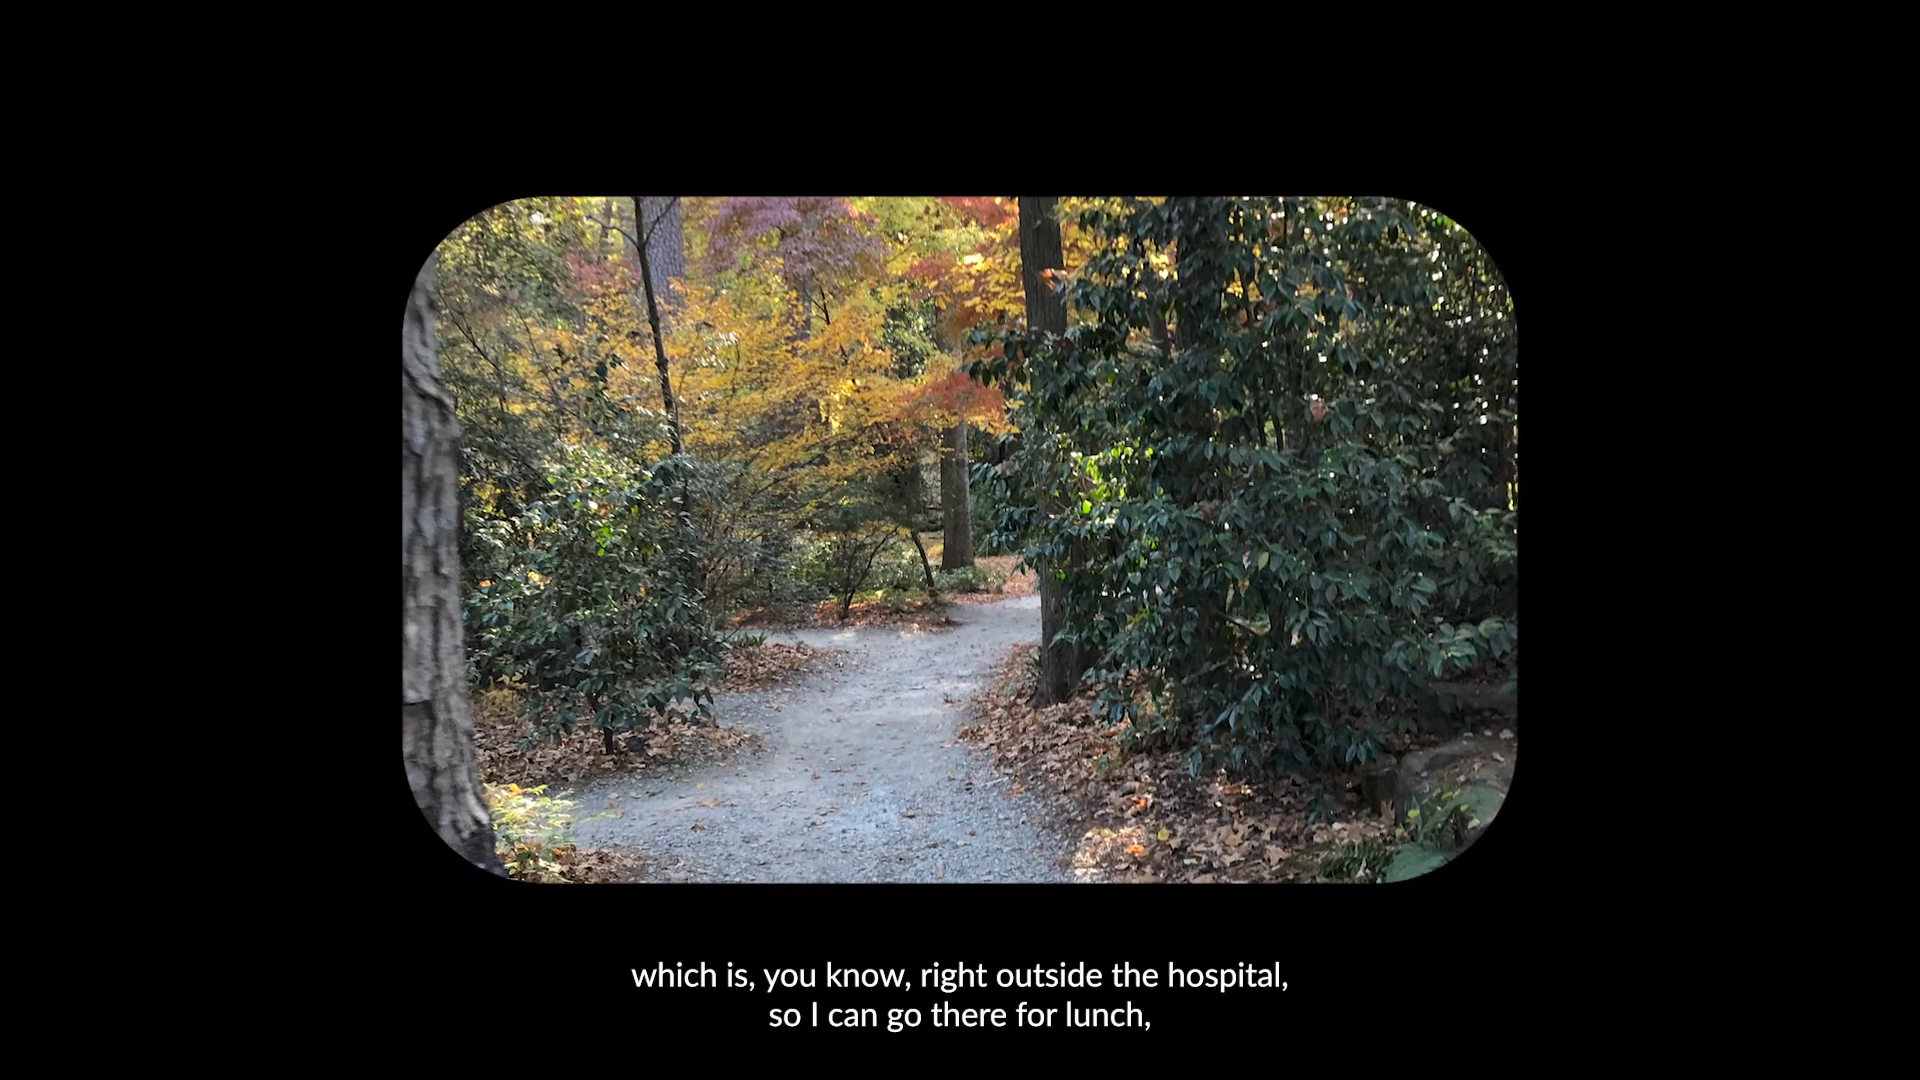 which is, you know, right outside the hospital,
so I can go there for lunch,